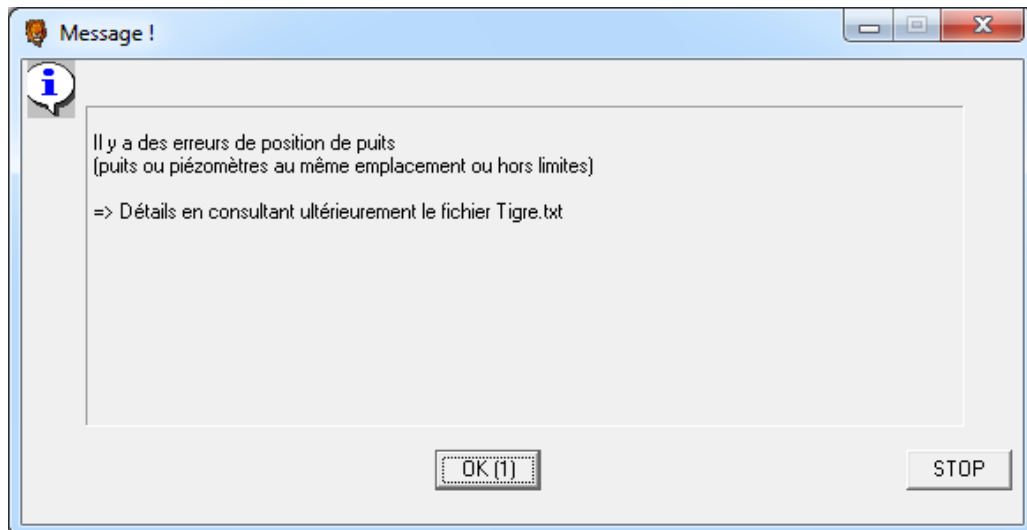 Message !
Il y a des erreurs de position de puits
(puits ou piézomètres au même emplacement ou hors limites)
=> Détails en consultant ultérieurement le fichier Tigre.txt
OK (1)
STOP